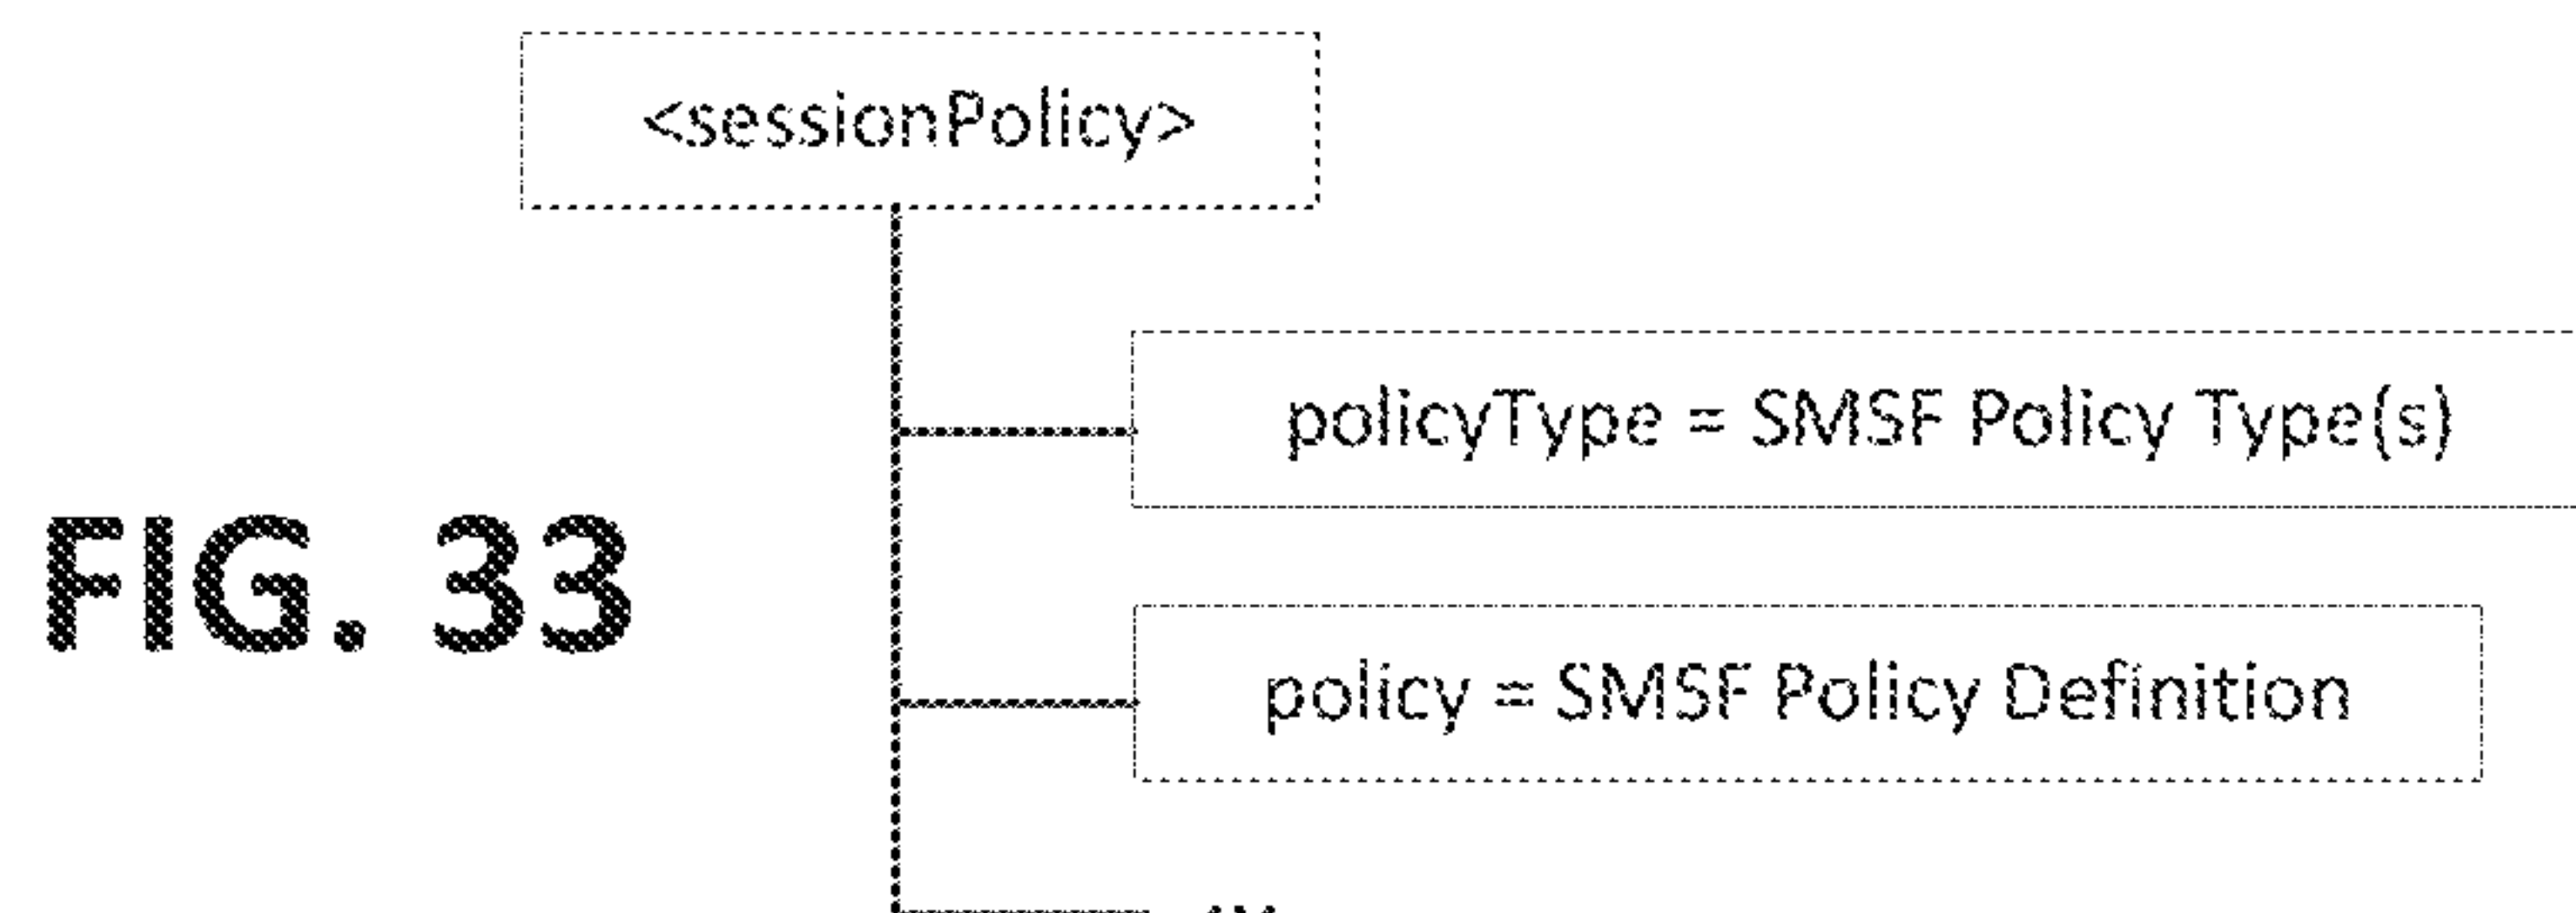 <sessionPolicy>
policyType = SMSF Policy Type(s)
FIG. 33
policy = SMSF Policy Definition